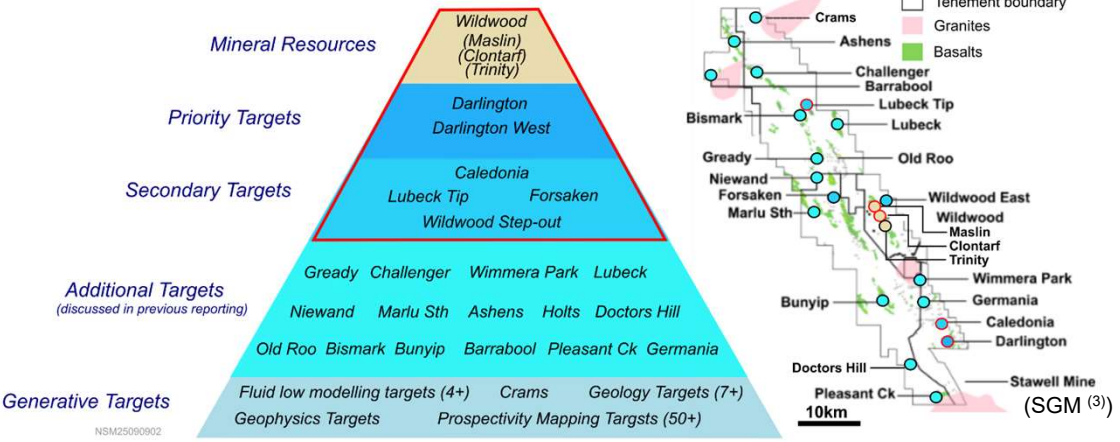 Mineral Resources
Wildwood
(Maslin)
(Clontarf)
(Trinity)
Priority Targets
Darlington
Darlington West
Secondary Targets
Caledonia
Lubeck Tip Forsaken
Wildwood Step-out
Additional Targets
(discussed in previous reporting)
Gready Challenger Wimmera Park Lubeck
Niewand Marlu Sth Ashens Holts Doctors Hill
Old Roo Bismark Bunyip Barrabool Pleasant Ck Germania
Generative Targets
Fluid low modelling targets (4+) Crams Geology Targets (7+)
Geophysics Targets Prospectivity Mapping Targsts (50+)
NSM25090902
Tenement boundary
Granites
Basalts
Crams
Ashens
Challenger
Barrabool
Lubeck Tip
Bismark
Lubeck
Gready
Old Roo
Niewand
Forsaken
Wildwood East
Marlu Sth
Wildwood
Maslin
Clontarf
Trinity
Wimmera Park
Bunyip
Germania
Caledonia
Darlington
Doctors Hill
Stawell Mine
Pleasant Ck
10km
(SGM (3))